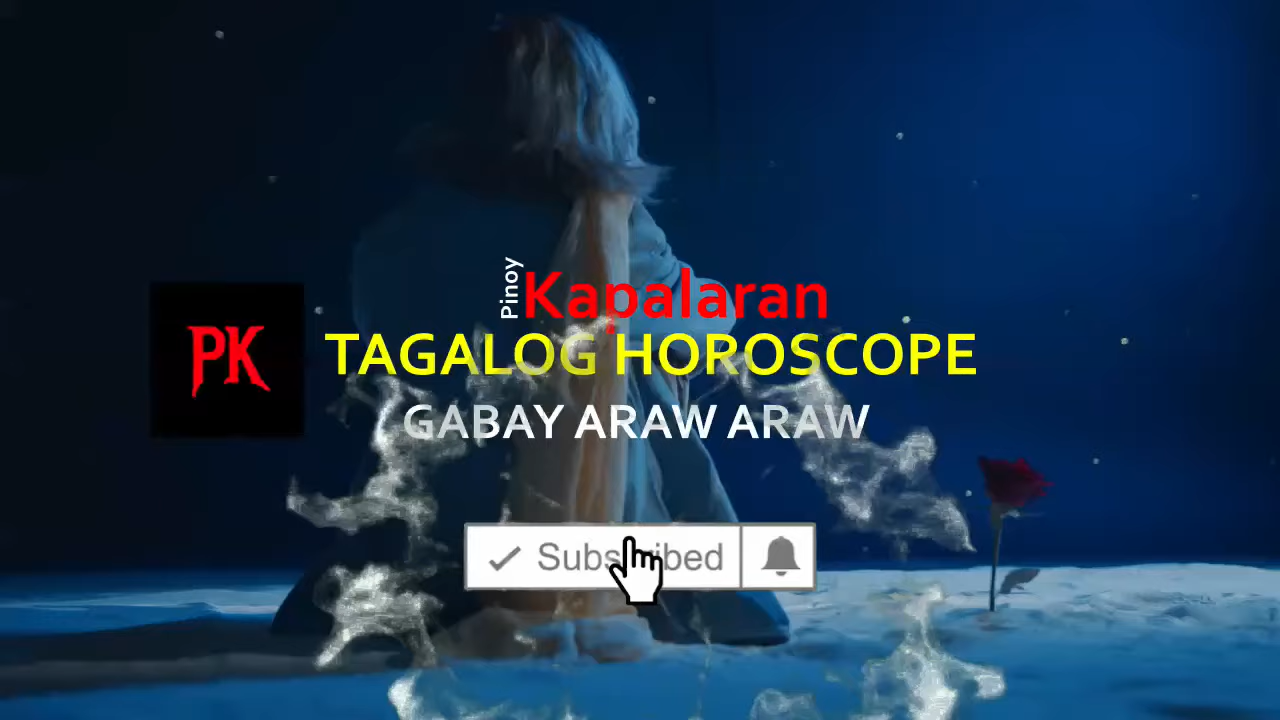 Pinoy Kapalaran
PK
TAGALOG HOROSCOPE
GABAY ARAW ARAW
Subscribed